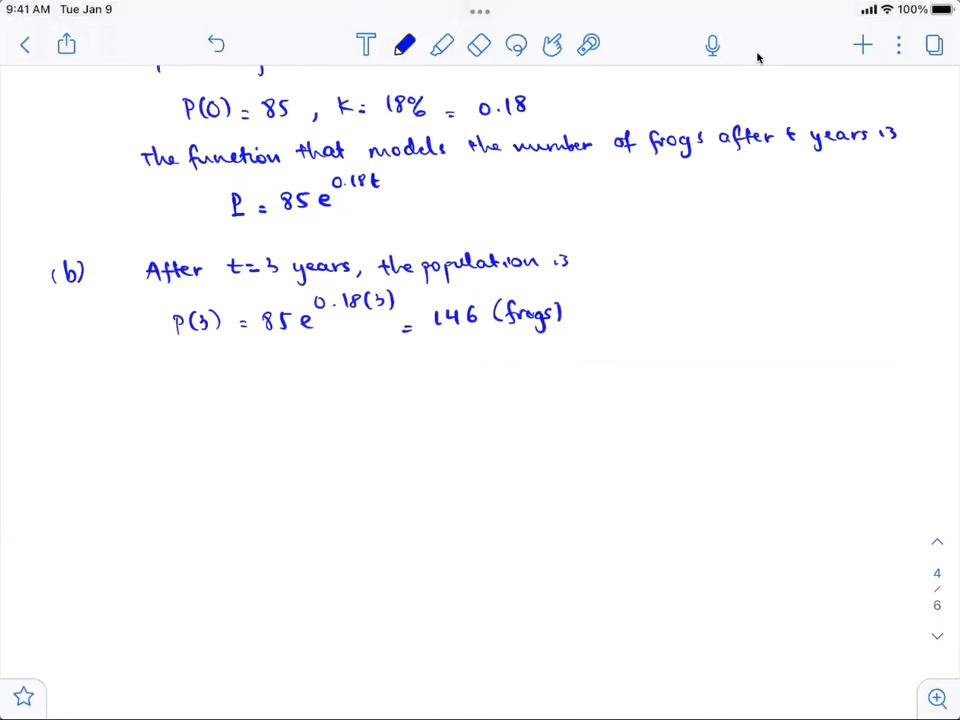 9:41 AM Tue Jan 9
100%
P(0) = 85 , K = 18% = 0.18
The function that models the number of frogs after t years is
P = 85 e^0.18t
(b) After t=3 years, the population is
P(3) = 85 e^0.18(3) = 146 (frogs)
4
/
6